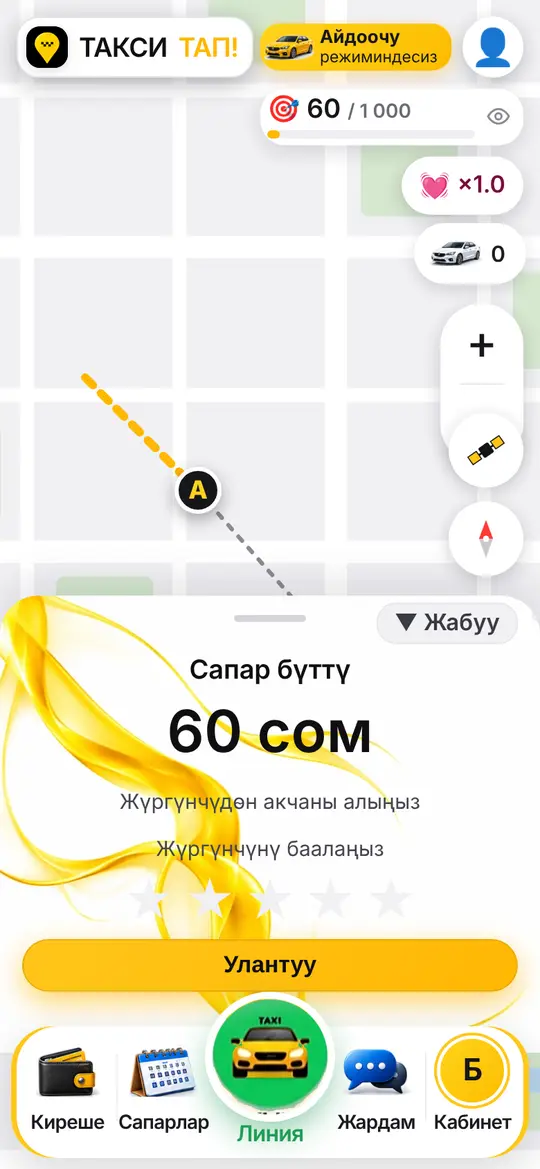 ТАКСИ ТАП!
Айдоочу
режиминдесиз
60 / 1 000
×1.0
0
+
A
▼ Жабуу
Сапар бүттү
60 сом
Жүргүнчүдөн акчаны алыңыз
Жүргүнчүнү баалаңыз
Улантуу
TAXI
Б
Киреше
Сапарлар
Линия
Жардам
Кабинет